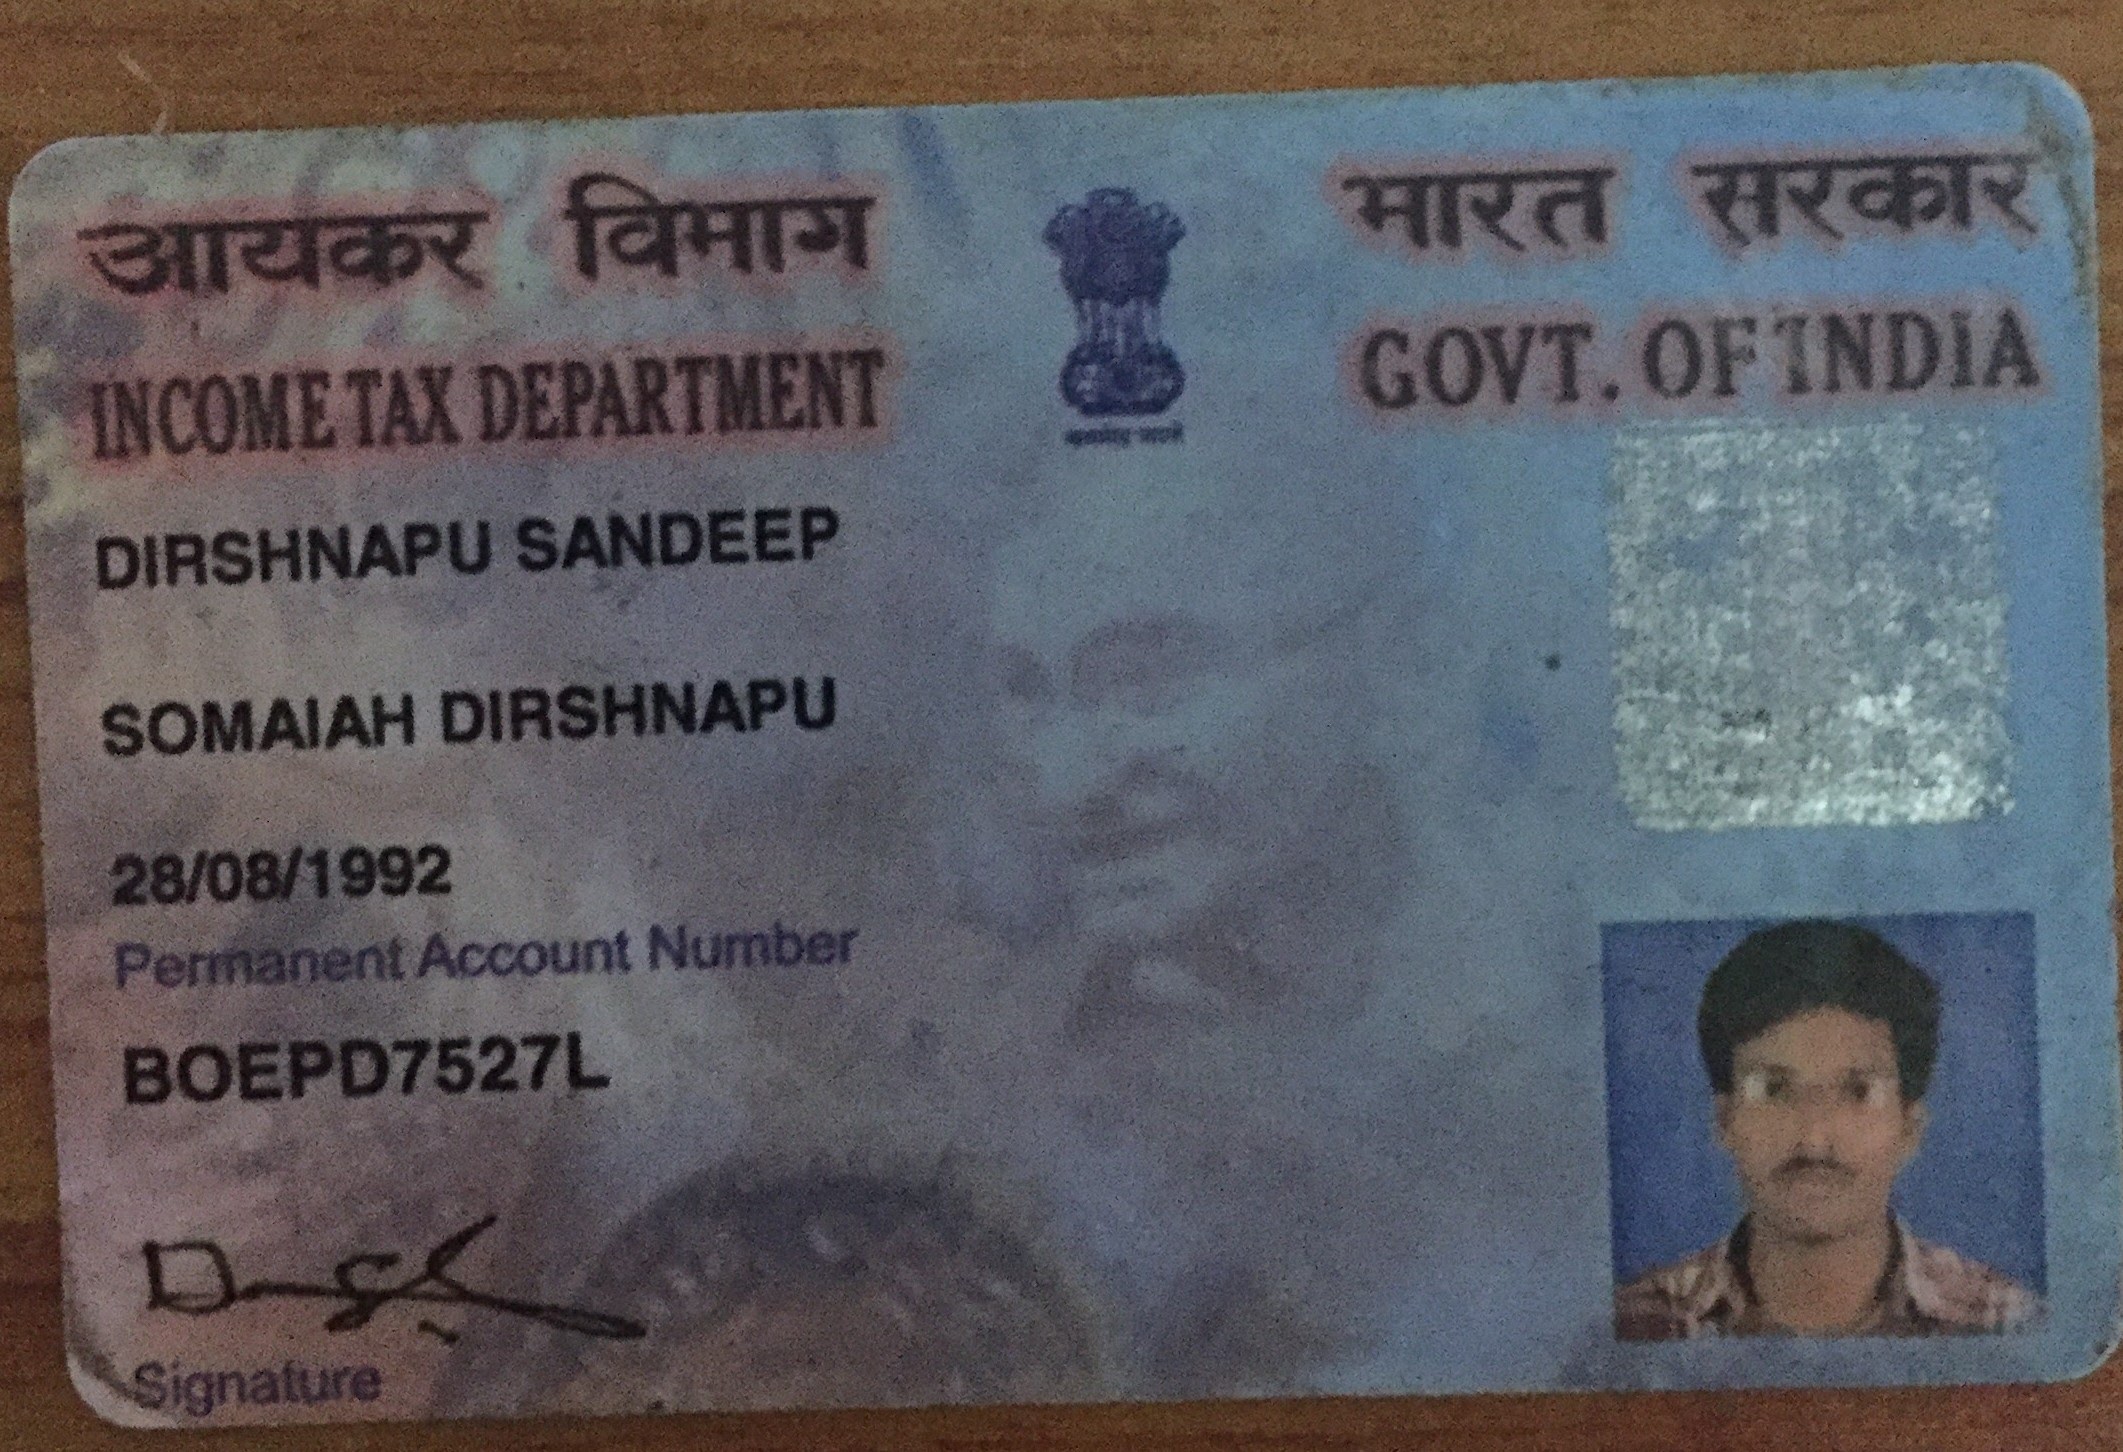 आयकर विभाग
INCOME TAX DEPARTMENT
भारत सरकार
GOVT. OF INDIA
DIRSHNAPU SANDEEP
SOMAIAH DIRSHNAPU
28/08/1992
Permanent Account Number
BOEPD7527L
Signature